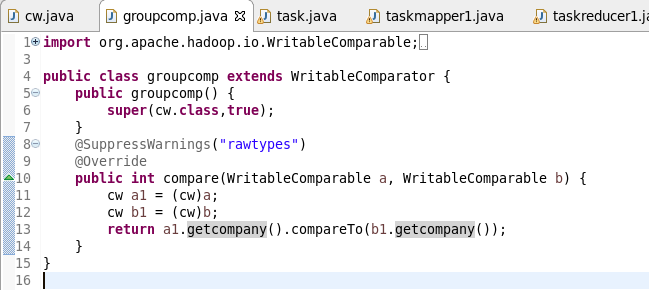 cw.java groupcomp.java task.java taskmapper1.java taskreducer1.j
1 import org.apache.hadoop.io.WritableComparable;
3
4 public class groupcomp extends WritableComparator {
5 public groupcomp() {
6 super(cw.class,true);
7 }
8 @SuppressWarnings("rawtypes")
9 @Override
10 public int compare(WritableComparable a, WritableComparable b) {
11 cw a1 = (cw)a;
12 cw b1 = (cw)b;
13 return a1.getcompany().compareTo(b1.getcompany());
14 }
15 }
16